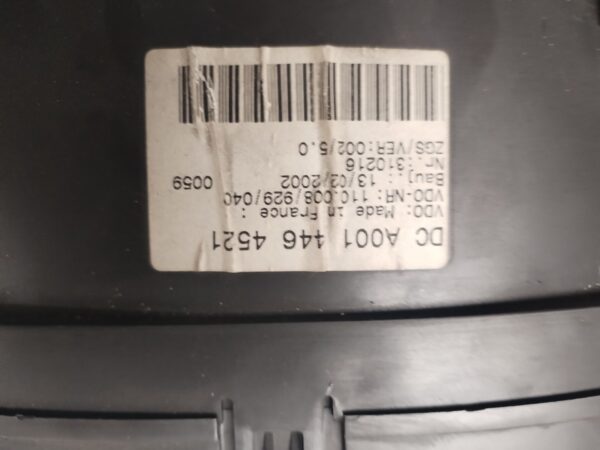 DC A001 446 4521
VDO: Made in France :
VDO-NR: 110.008/929/040
Bauj.: 13/02/2002 0059
Nr.:310216
ZGS/VER:002/5.0